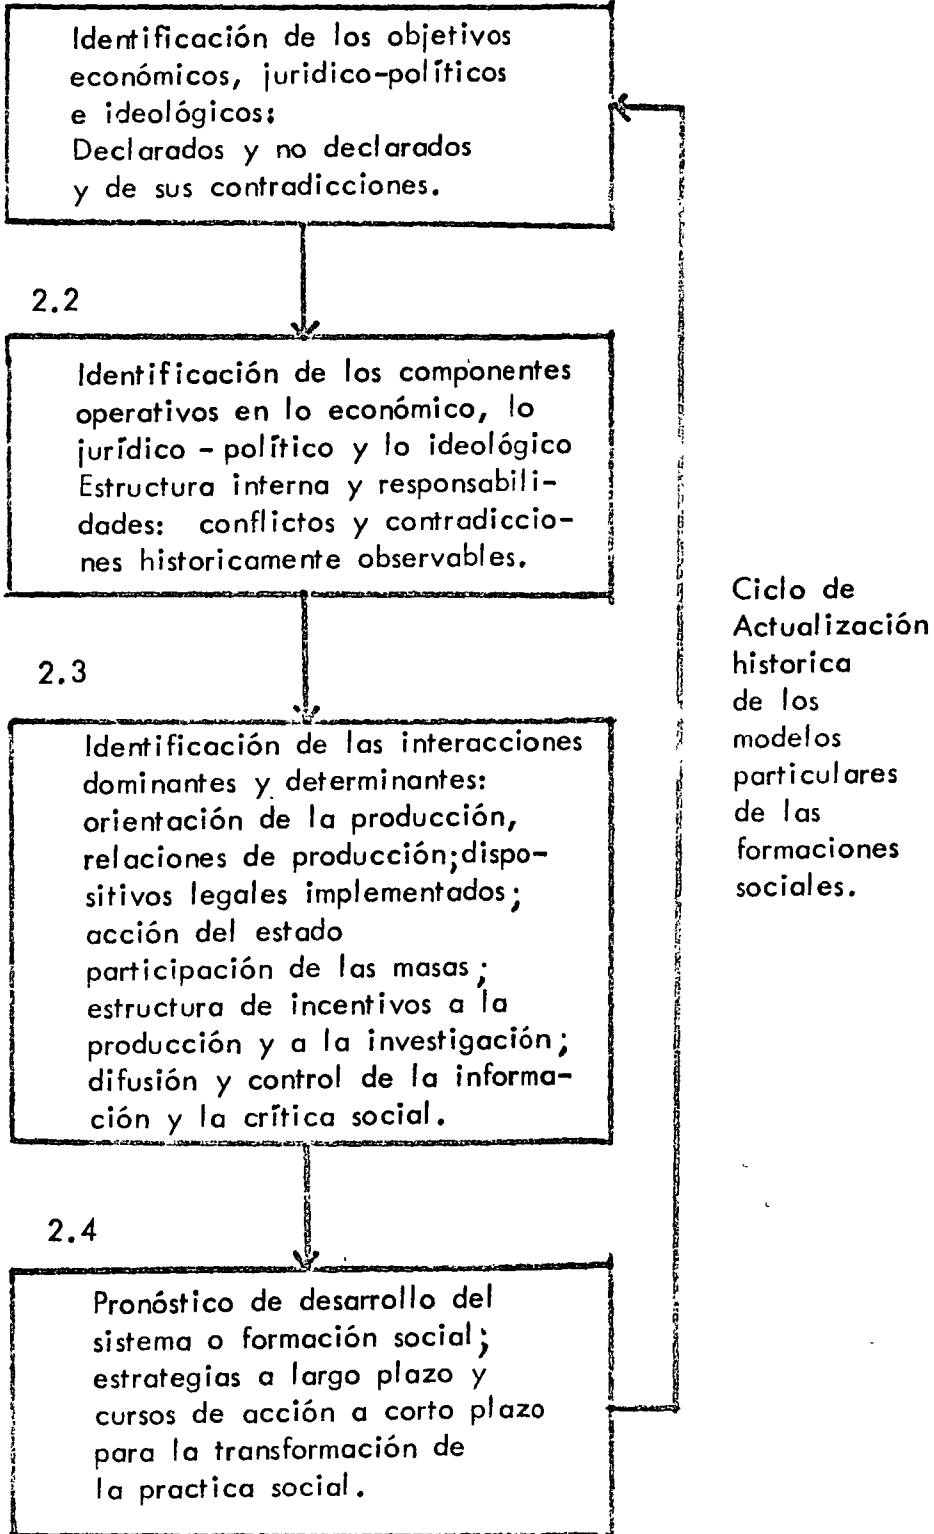 Identificación de los objetivos
económicos, juridico-políticos
e ideológicos:
Declarados y no declarados
y de sus contradicciones.
2.2
Identificación de los componentes
operativos en lo económico, lo
jurídico - político y lo ideológico
Estructura interna y responsabili-
dades: conflictos y contradiccio-
nes historicamente observables.
2.3
Identificación de las interacciones
dominantes y determinantes:
orientación de la producción,
relaciones de producción;dispo-
sitivos legales implementados;
acción del estado
participación de las masas;
estructura de incentivos a la
producción y a la investigación;
difusión y control de la informa-
ción y la crítica social.
2.4
Pronóstico de desarrollo del
sistema o formación social;
estrategias a largo plazo y
cursos de acción a corto plazo
para la transformación de
la practica social.
Ciclo de
Actualización
historica
de los
modelos
particulares
de las
formaciones
sociales.